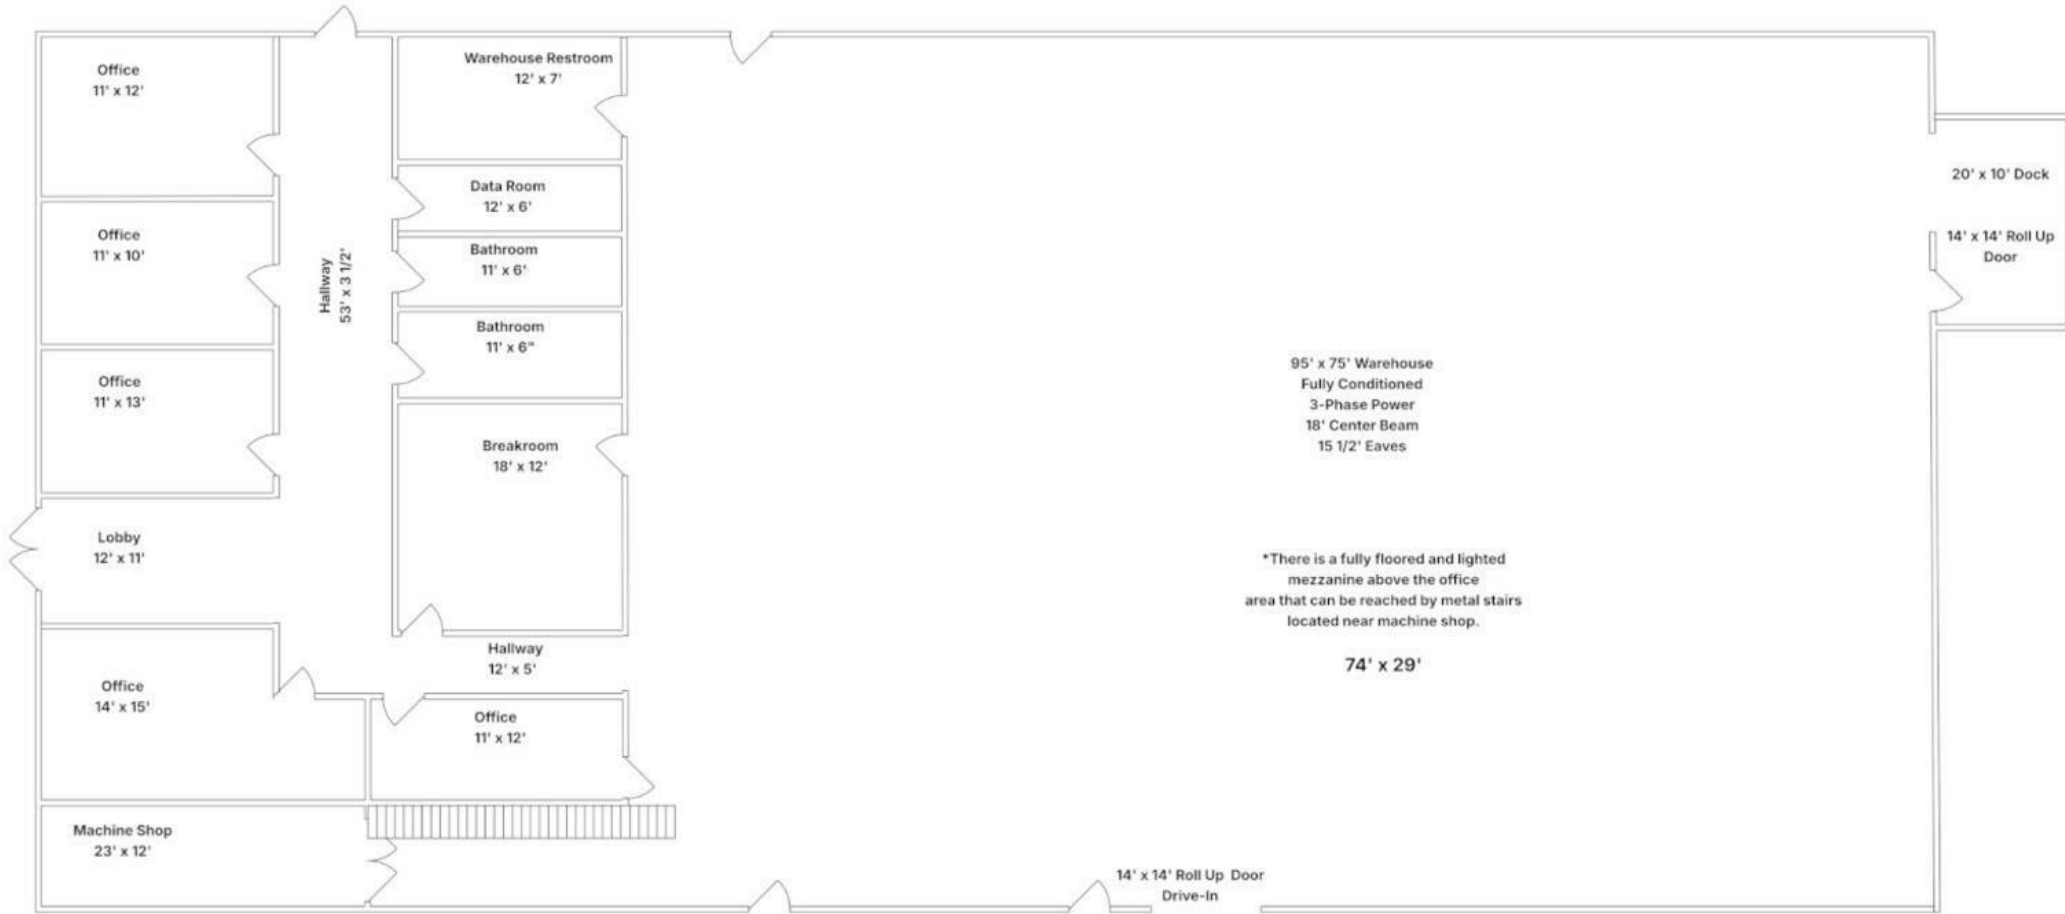 Office
11' x 12'
Warehouse Restroom
12' x 7'
Data Room
12' x 6'
20' x 10' Dock
Office
11' x 10'
Hallway
53' x 3 1/2'
Bathroom
11' x 6'
14' x 14' Roll Up
Door
Bathroom
11' x 6"
Office
11' x 13'
95' x 75' Warehouse
Fully Conditioned
3-Phase Power
18' Center Beam
15 1/2' Eaves
Breakroom
18' x 12'
Lobby
12' x 11'
*There is a fully floored and lighted
mezzanine above the office
area that can be reached by metal stairs
located near machine shop.
74' x 29'
Hallway
12' x 5'
Office
14' x 15'
Office
11' x 12'
Machine Shop
23' x 12'
14' x 14' Roll Up Door
Drive-In